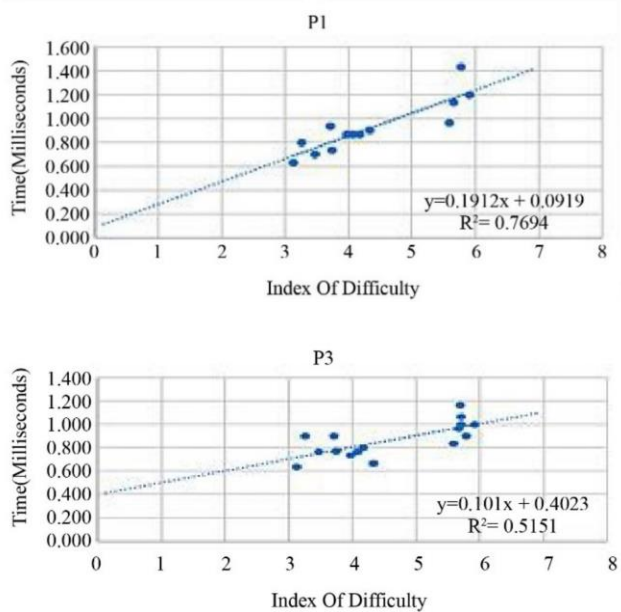 P1
1.600
1.400
1.200
1.000
0.800
0.600
0.400
0.200
0.000
Time(Milliseconds)
y=0.1912x + 0.0919
R²= 0.7694
0 1 2 3 4 5 6 7 8
Index Of Difficulty
P3
1.400
1.200
1.000
0.800
0.600
0.400
0.200
0,000
Time(Milliseconds)
y=0.101x + 0.4023
R²= 0.5151
0 1 2 3 4 5 6 7 8
Index Of Difficulty